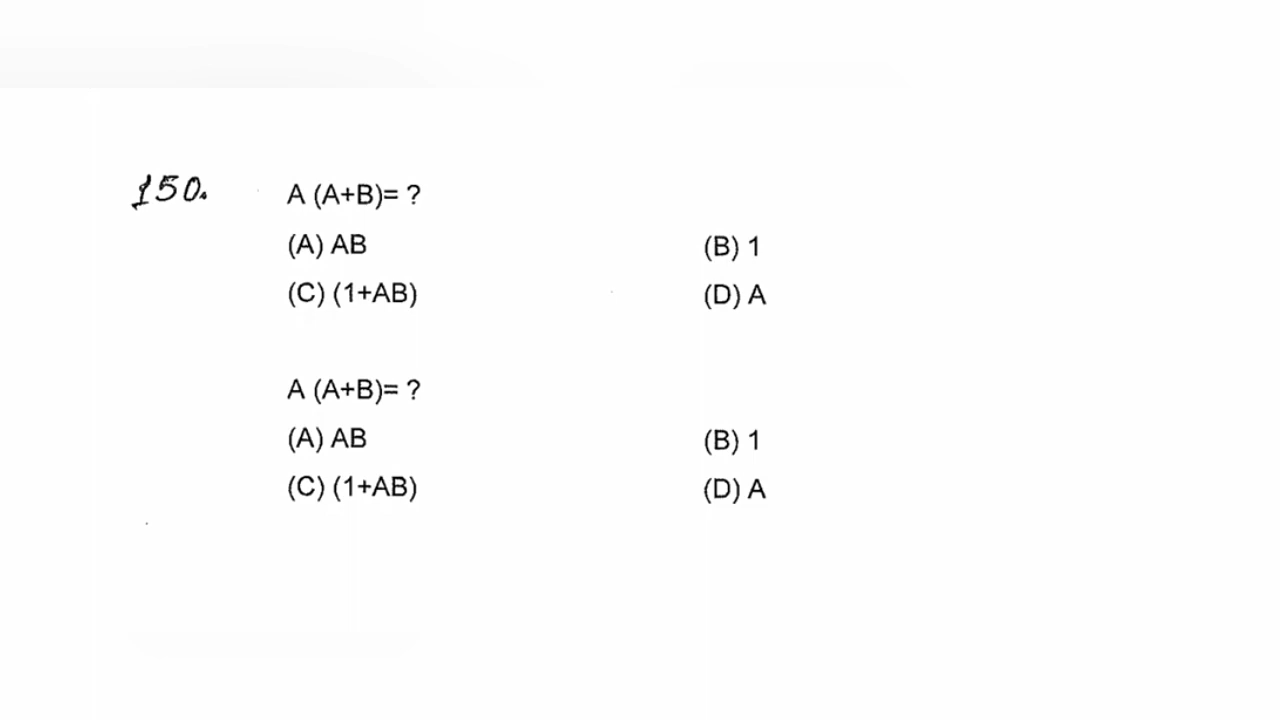 150. A (A+B)= ?
(A) AB (B) 1
(C) (1+AB) (D) A
A (A+B)= ?
(A) AB (B) 1
(C) (1+AB) (D) A